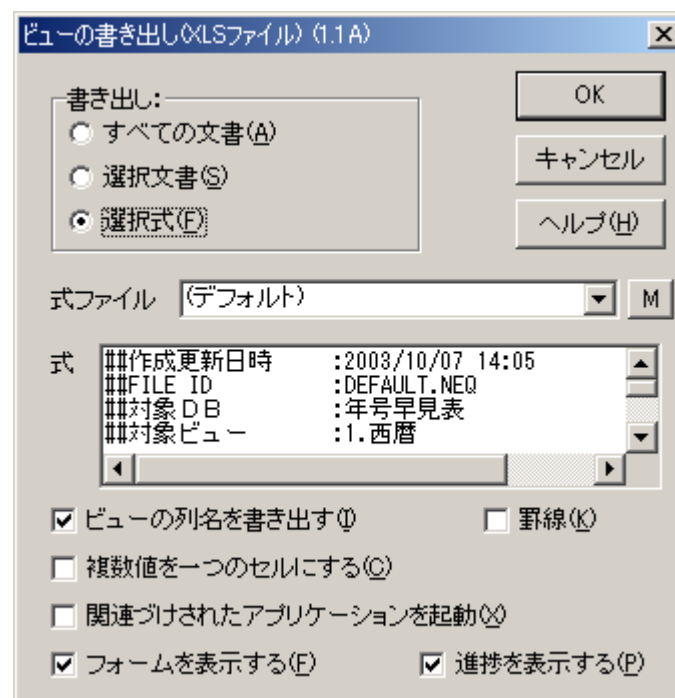 ビューの書き出し(XLSファイル) (1.1A)
書き出し:
すべての文書(A)
選択文書(S)
選択式(F)
OK
キャンセル
ヘルプ(H)
式ファイル (デフォルト) M
式
##作成更新日時 :2003/10/07 14:05
##FILE ID :DEFAULT.NEQ
##対象ＤＢ :年号早見表
##対象ビュー :1.西暦
ビューの列名を書き出す(I) 罫線(K)
複数値を一つのセルにする(C)
関連づけされたアプリケーションを起動(X)
フォームを表示する(F) 進捗を表示する(P)